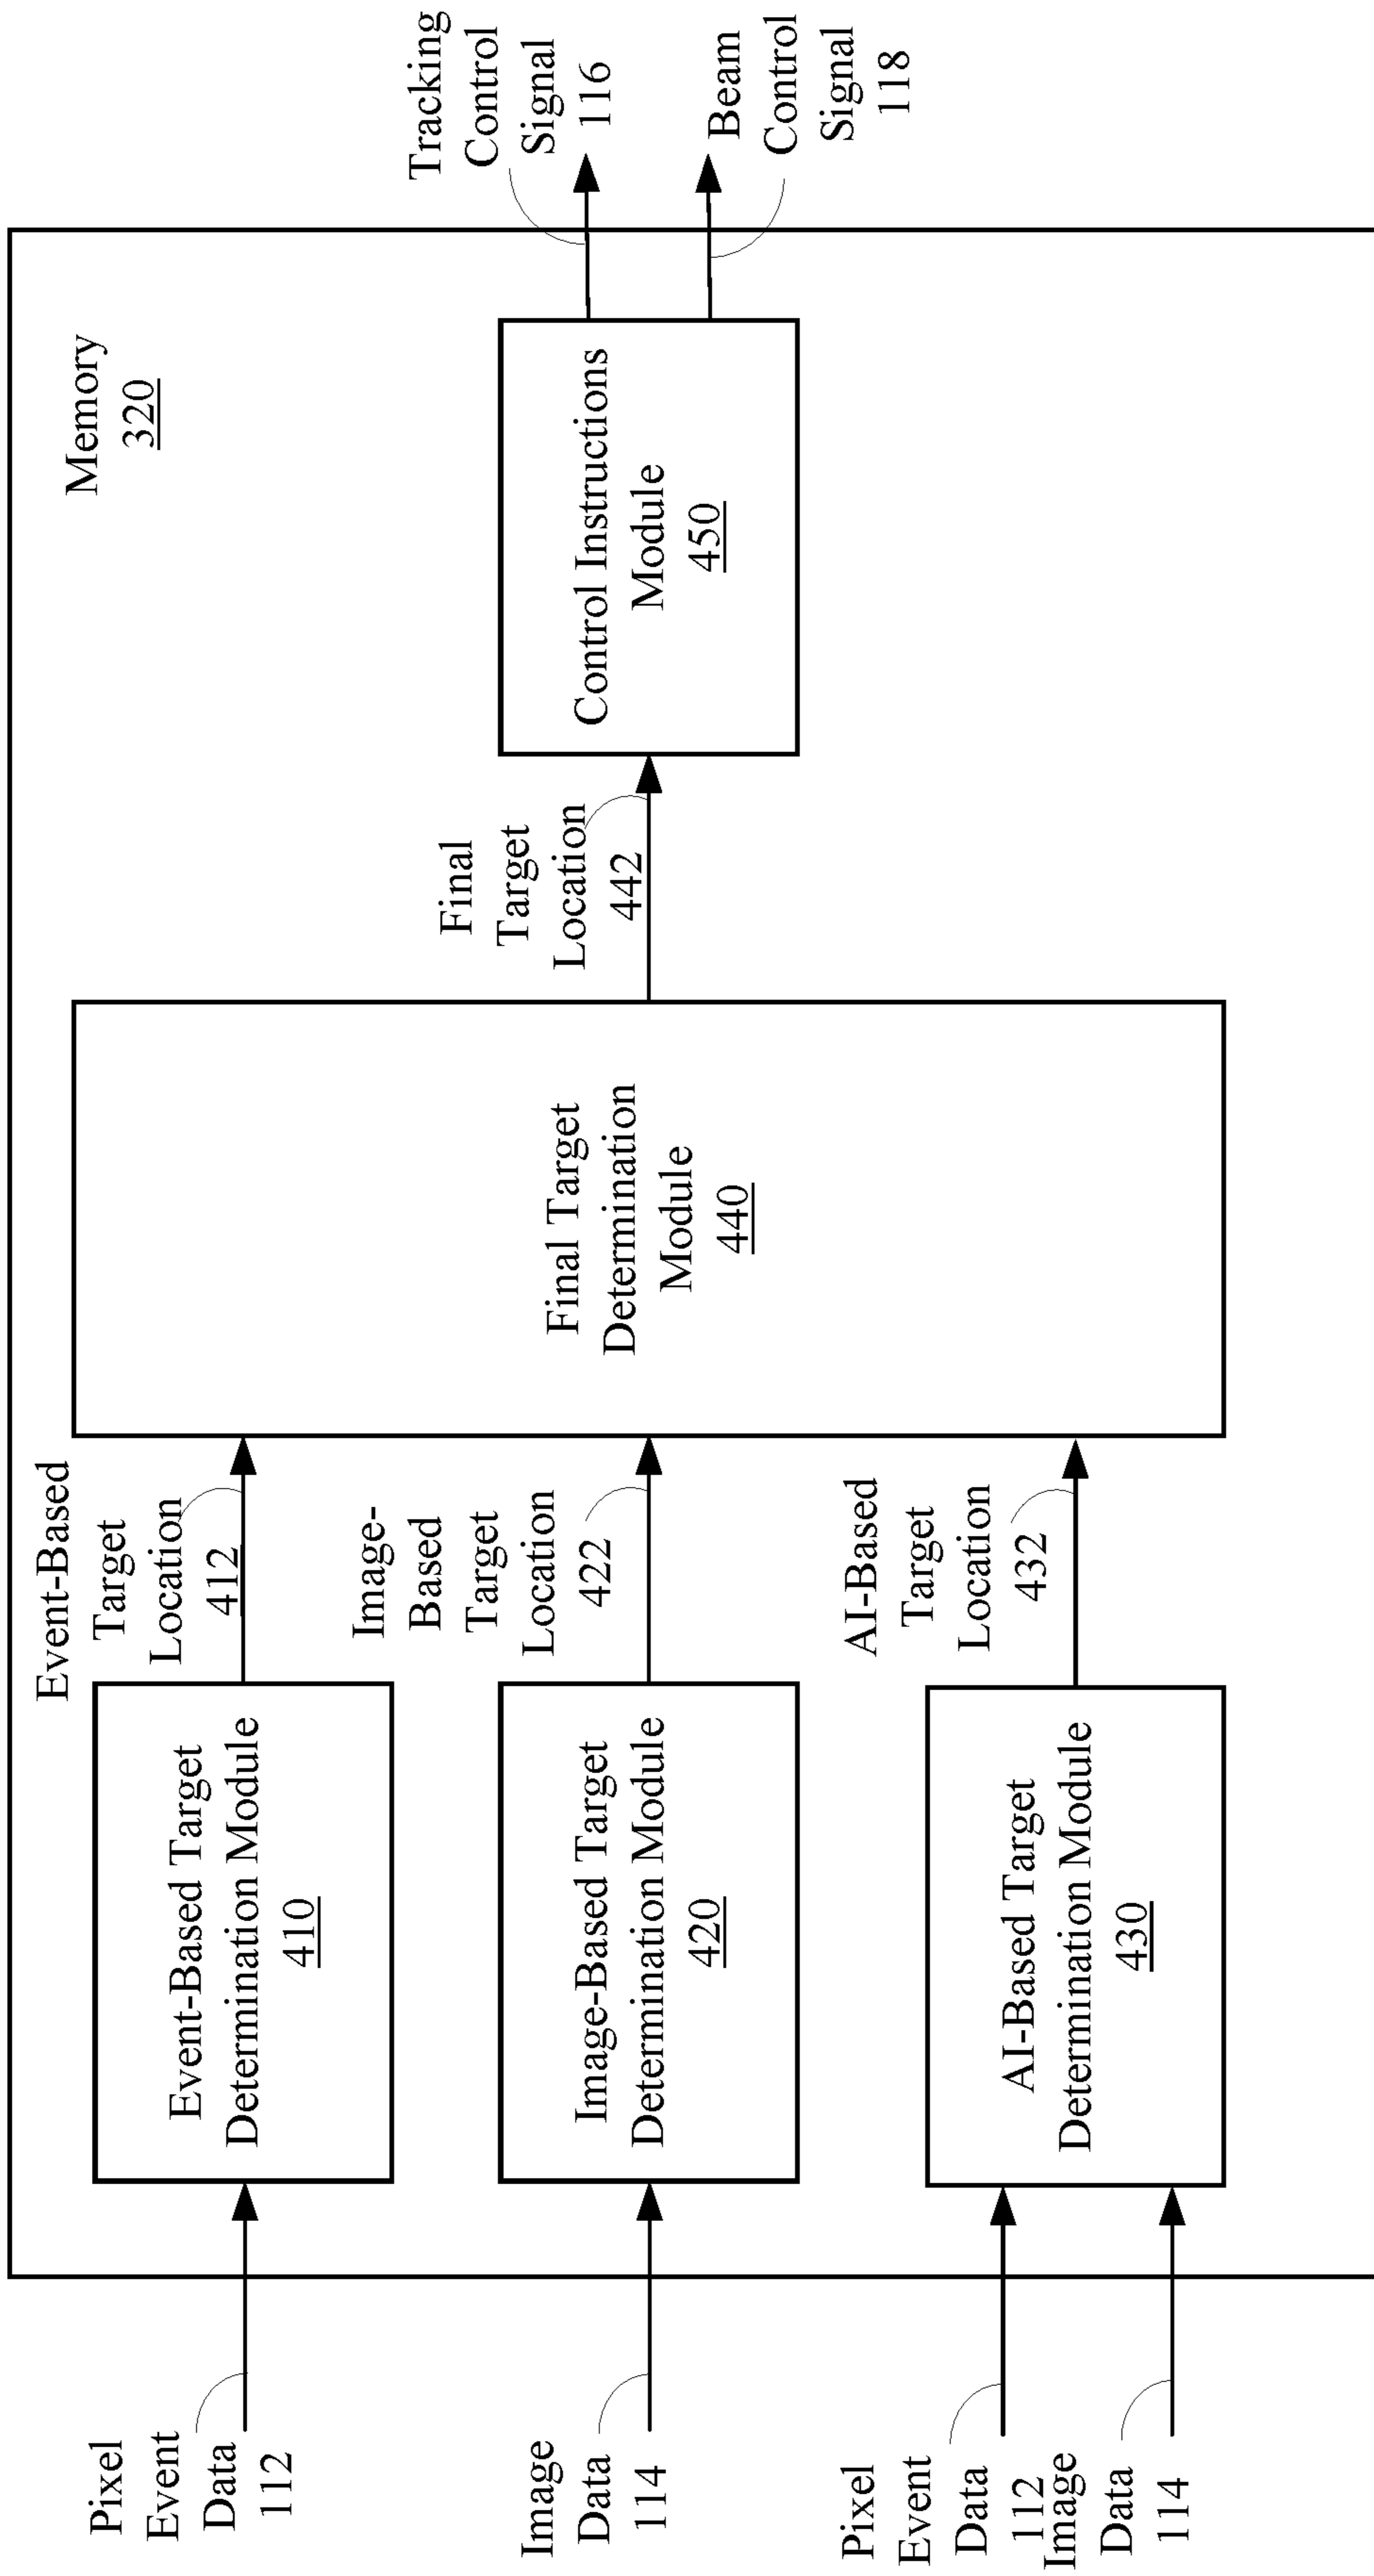 Memory
320
Pixel
Event
Data
112
Event-Based Target
Determination Module
410
Event-Based
Target
Location
412
Image
Data
114
Image-Based Target
Determination Module
420
Image-
Based
Target
Location
422
Pixel
Event
Data
112
Image
Data
114
AI-Based Target
Determination Module
430
AI-Based
Target
Location
432
Final Target
Determination
Module
440
Final
Target
Location
442
Control Instructions
Module
450
Tracking
Control
Signal
116
Beam
Control
Signal
118